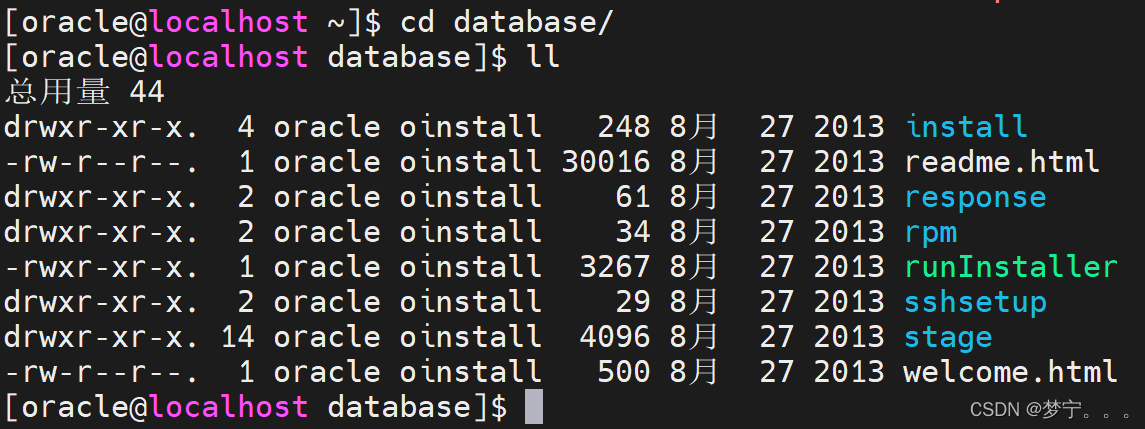 [oracle@localhost ~]$ cd database/
[oracle@localhost database]$ ll
总用量 44
drwxr-xr-x.  4 oracle oinstall   248 8月  27 2013 install
-rw-r--r--.  1 oracle oinstall 30016 8月  27 2013 readme.html
drwxr-xr-x.  2 oracle oinstall    61 8月  27 2013 response
drwxr-xr-x.  2 oracle oinstall    34 8月  27 2013 rpm
-rwxr-xr-x.  1 oracle oinstall  3267 8月  27 2013 runInstaller
drwxr-xr-x.  2 oracle oinstall    29 8月  27 2013 sshsetup
drwxr-xr-x. 14 oracle oinstall  4096 8月  27 2013 stage
-rw-r--r--.  1 oracle oinstall   500 8月  27 2013 welcome.html
[oracle@localhost database]$
CSDN @梦宁。。。